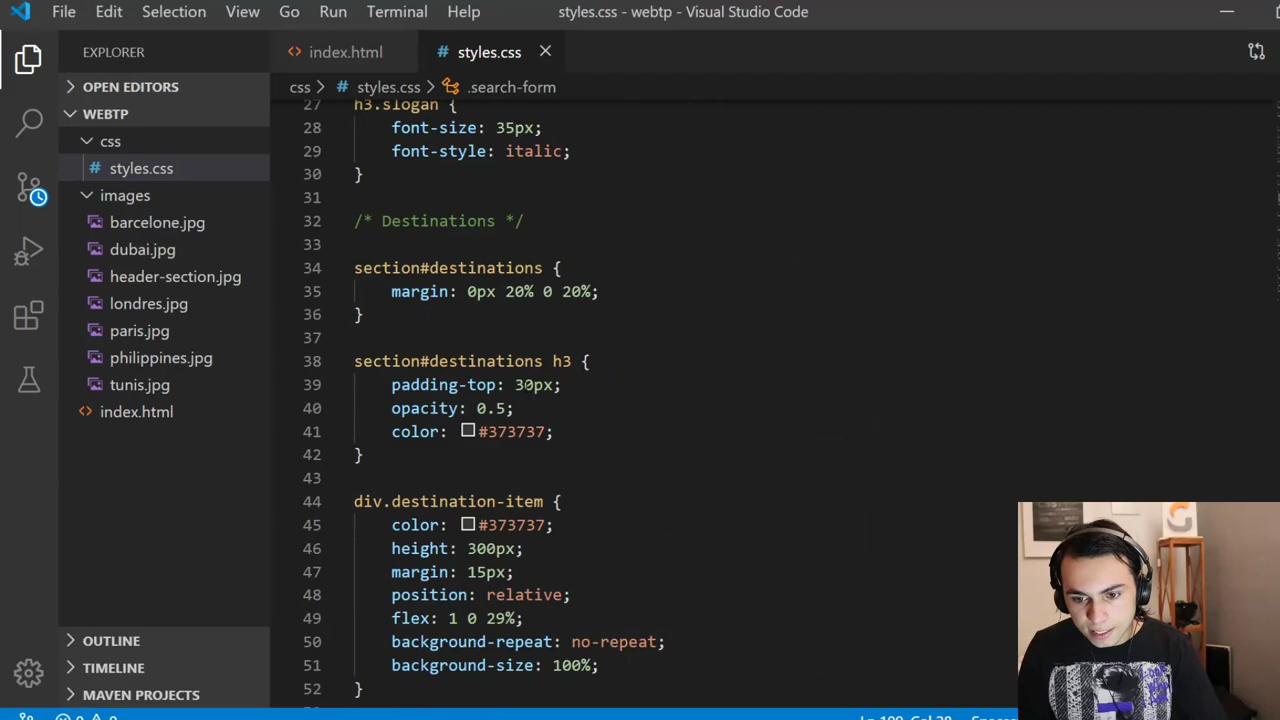 File Edit Selection View Go Run Terminal Help styles.css - webtp - Visual Studio Code
EXPLORER
OPEN EDITORS
WEBTP
css
styles.css
images
barcelone.jpg
dubai.jpg
header-section.jpg
londres.jpg
paris.jpg
philippines.jpg
tunis.jpg
index.html
OUTLINE
TIMELINE
MAVEN PROJECTS
index.html styles.css
css > styles.css > .search-form
27 h3.slogan {
28 font-size: 35px;
29 font-style: italic;
30 }
31
32 /* Destinations */
33
34 section#destinations {
35 margin: 0px 20% 0 20%;
36 }
37
38 section#destinations h3 {
39 padding-top: 30px;
40 opacity: 0.5;
41 color: #373737;
42 }
43
44 div.destination-item {
45 color: #373737;
46 height: 300px;
47 margin: 15px;
48 position: relative;
49 flex: 1 0 29%;
50 background-repeat: no-repeat;
51 background-size: 100%;
52 }